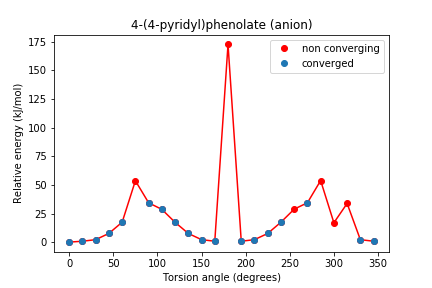 4-(4-pyridyl)phenolate (anion)
non converging
converged
175
150
125
100
75
50
25
0
Relative energy (kJ/mol)
0 50 100 150 200 250 300 350
Torsion angle (degrees)